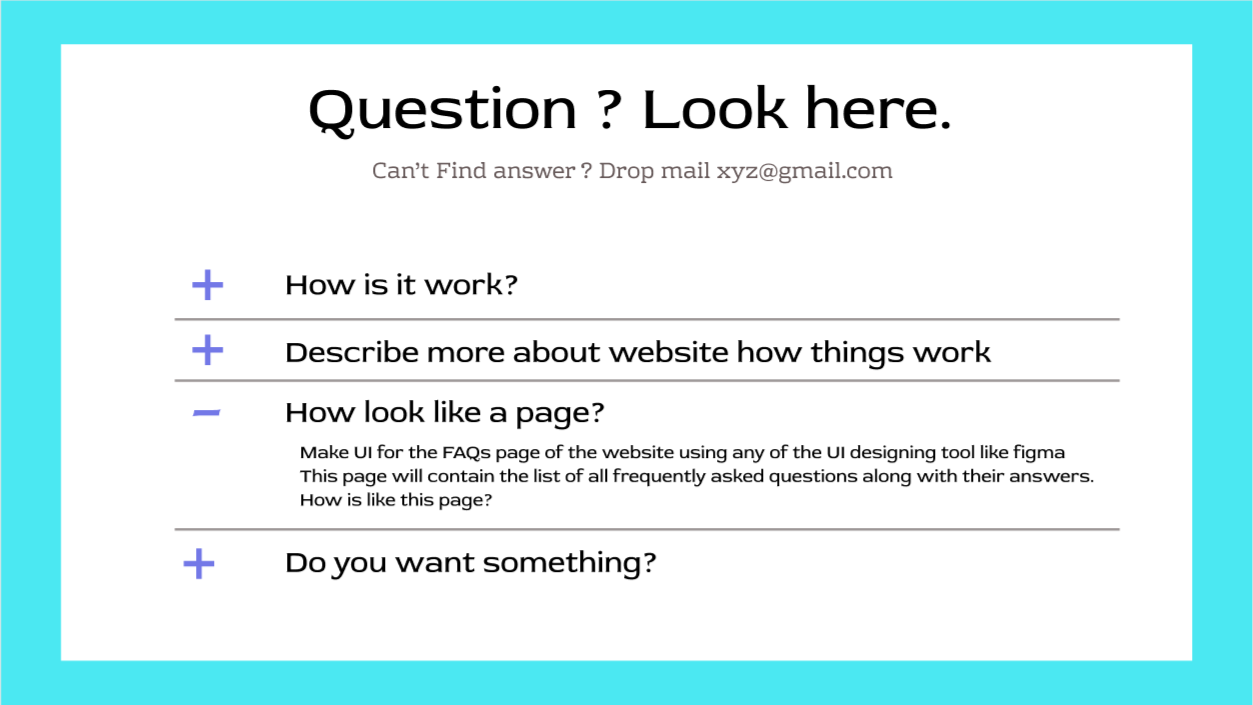 Question ? Look here.
Can't Find answer ? Drop mail xyz@gmail.com
+ How is it work?
+ Describe more about website how things work
– How look like a page?
Make UI for the FAQs page of the website using any of the UI designing tool like figma
This page will contain the list of all frequently asked questions along with their answers.
How is like this page?
+ Do you want something?